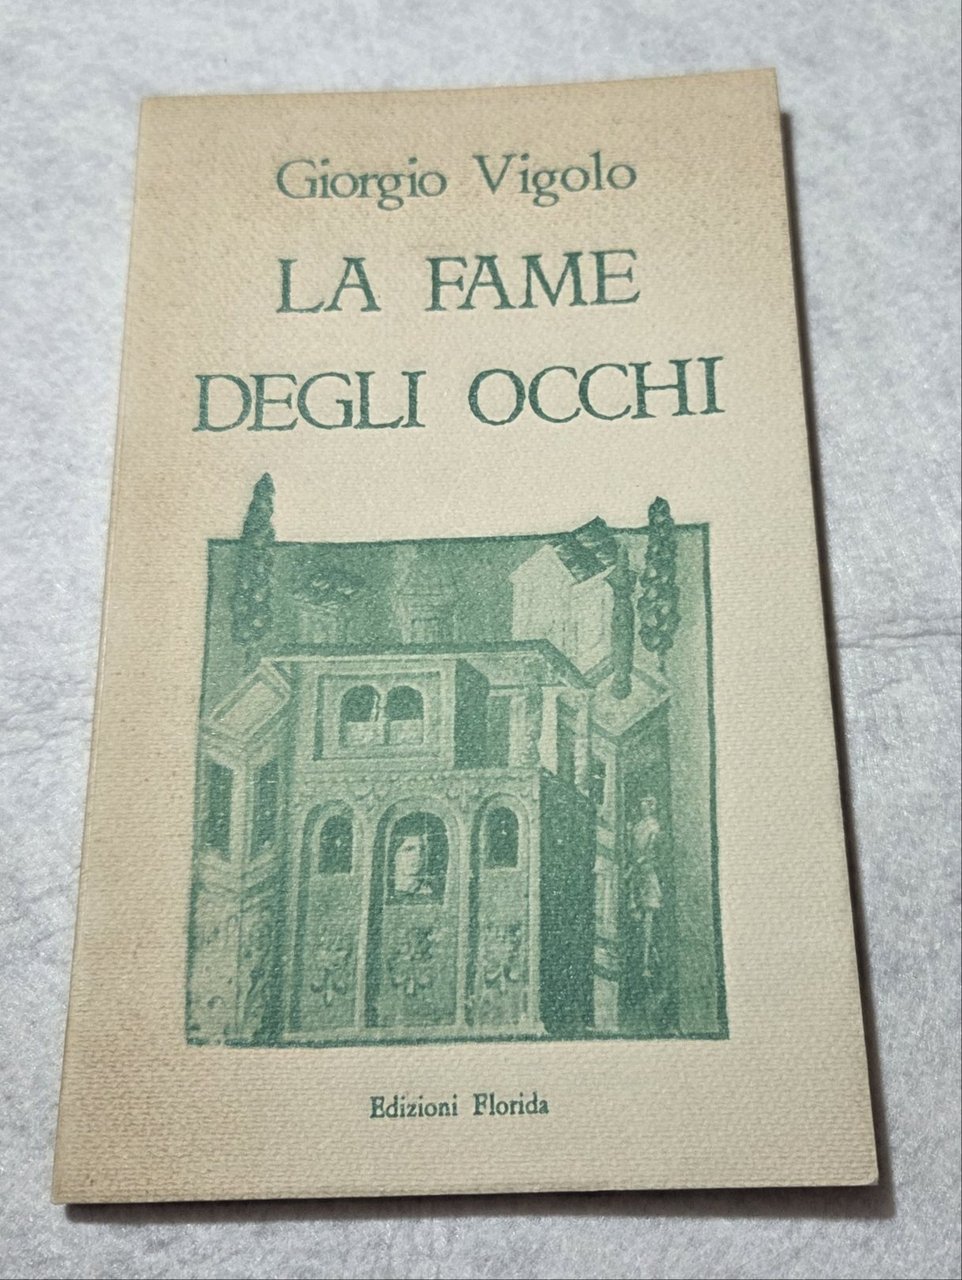 Giorgio Vigolo
LA FAME
DEGLI OCCHI
Edizioni Florida